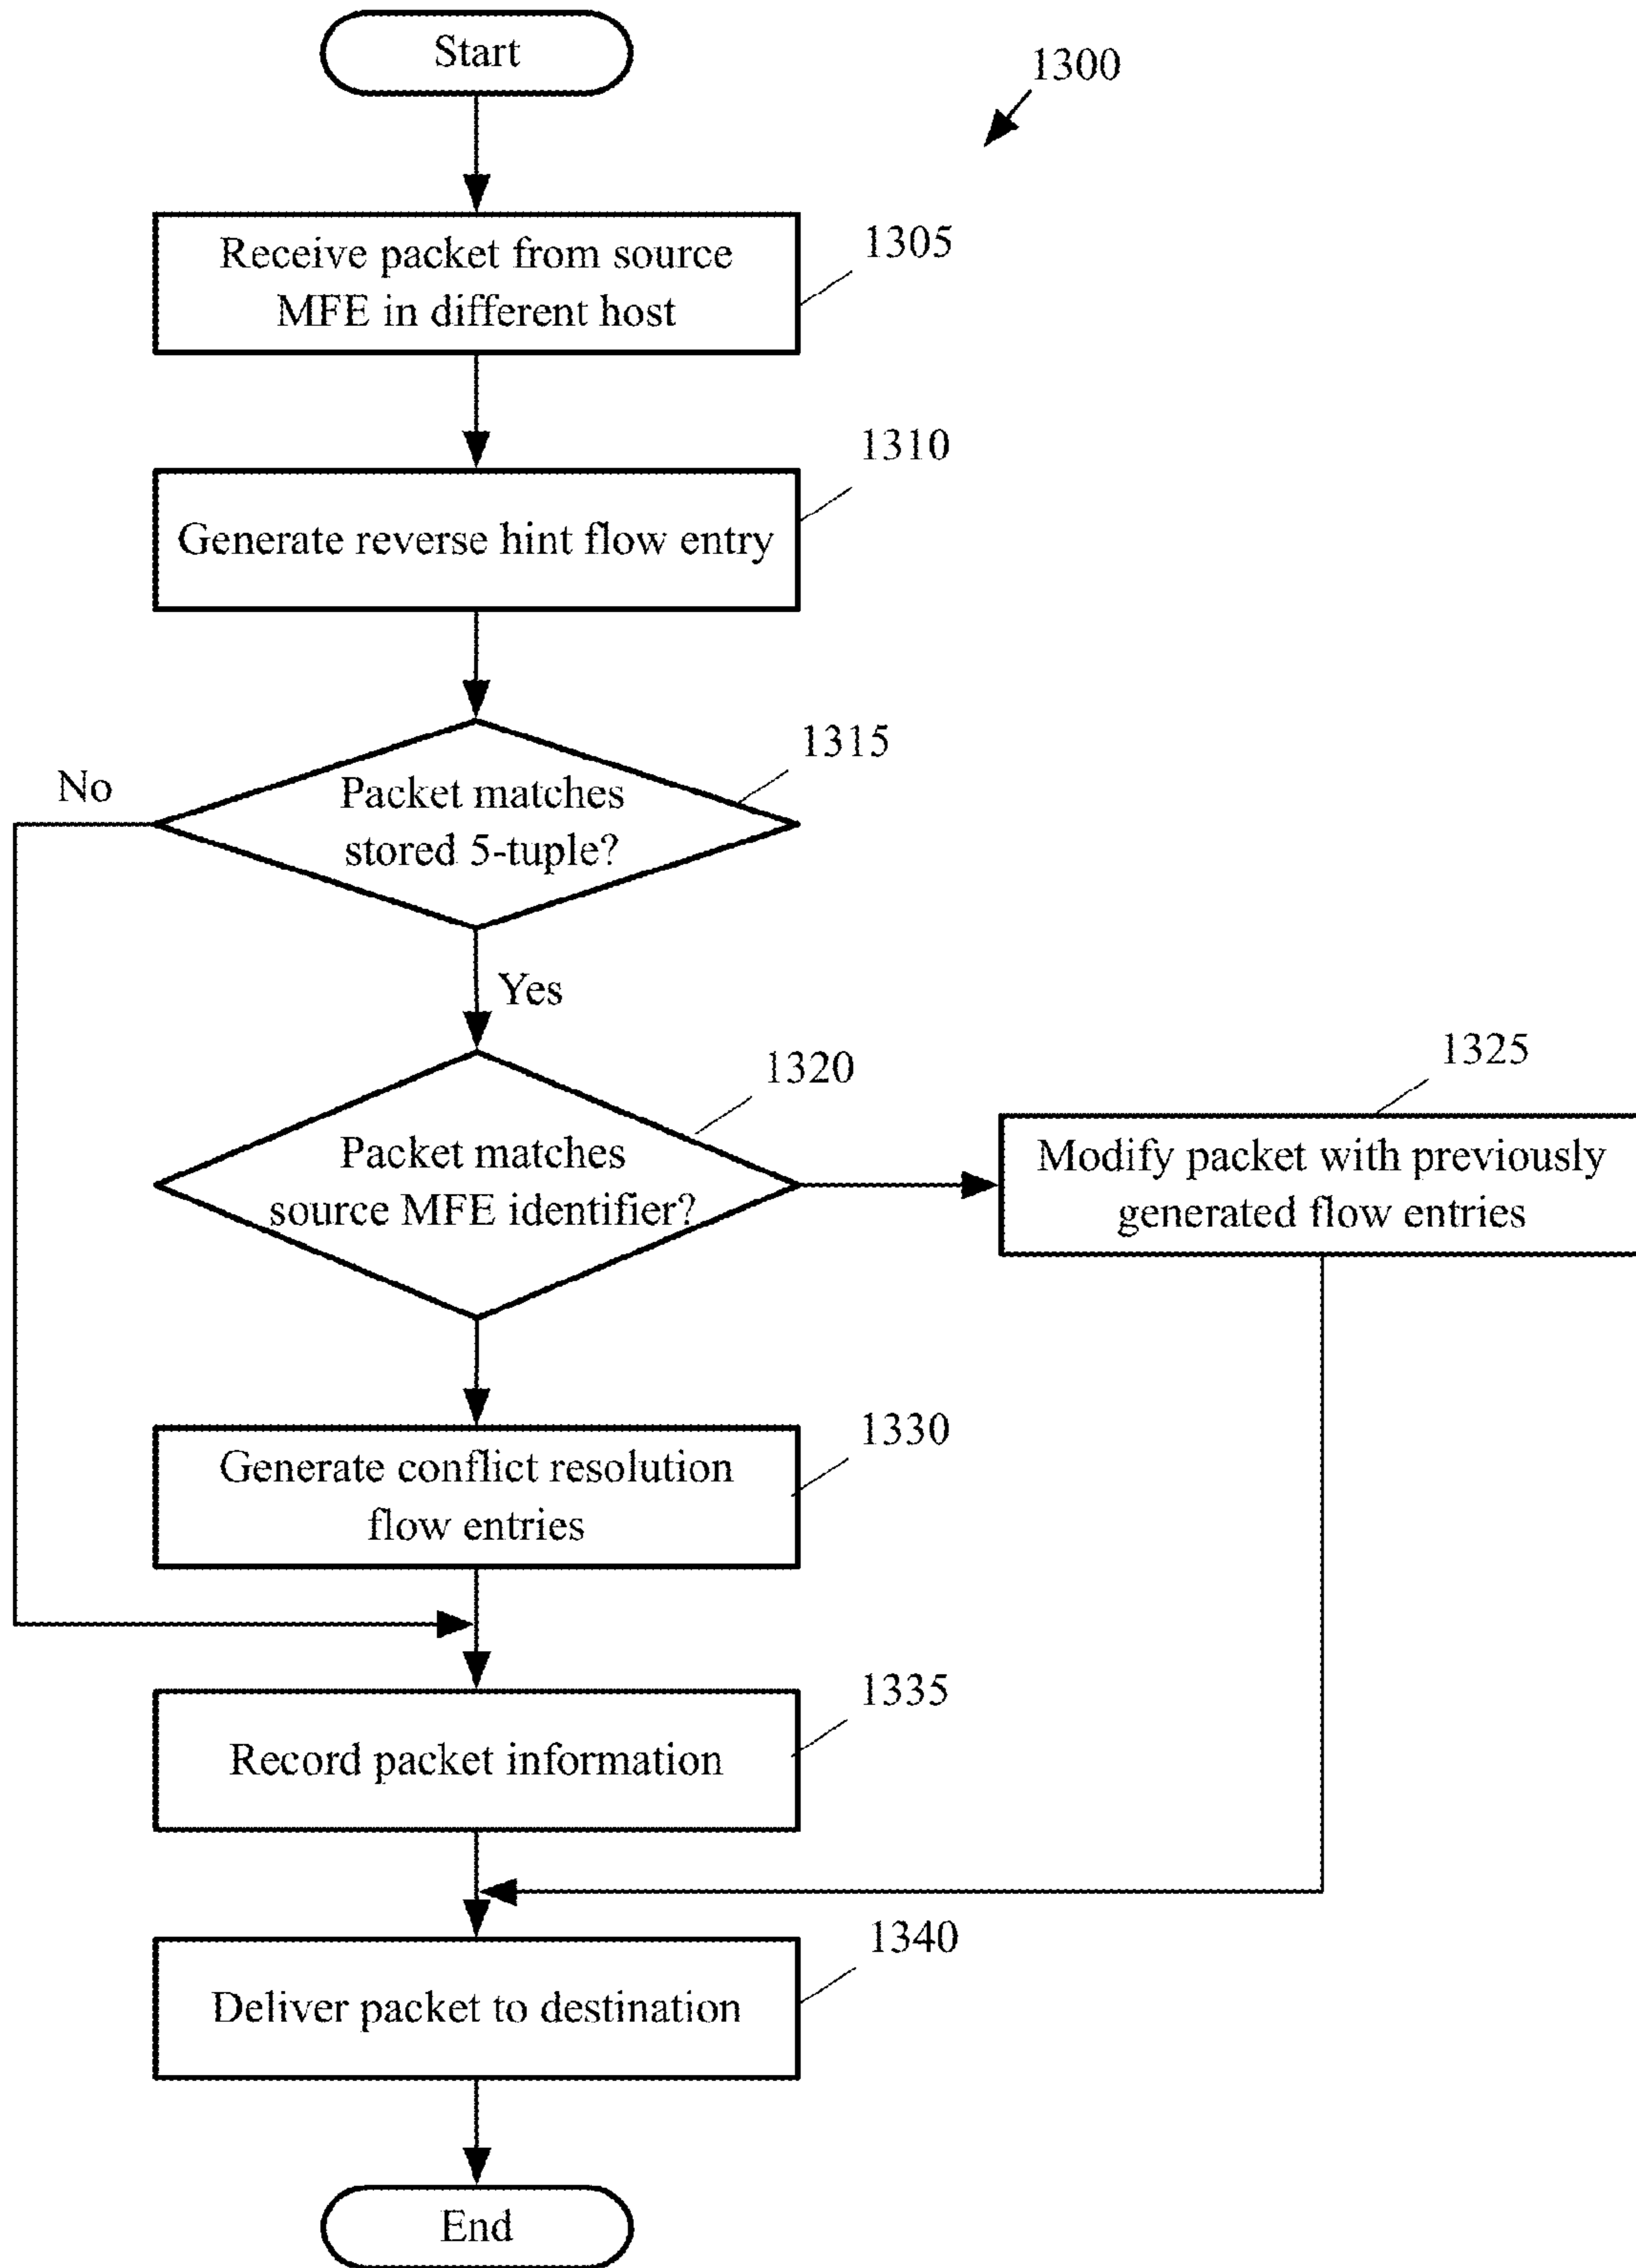 Start
1300
Receive packet from source
MFE in different host
1305
1310
Generate reverse hint flow entry
1315
No
Packet matches
stored 5-tuple?
Yes
1320
1325
Packet matches
source MFE identifier?
Modify packet with previously
generated flow entries
1330
Generate conflict resolution
flow entries
1335
Record packet information
1340
Deliver packet to destination
End